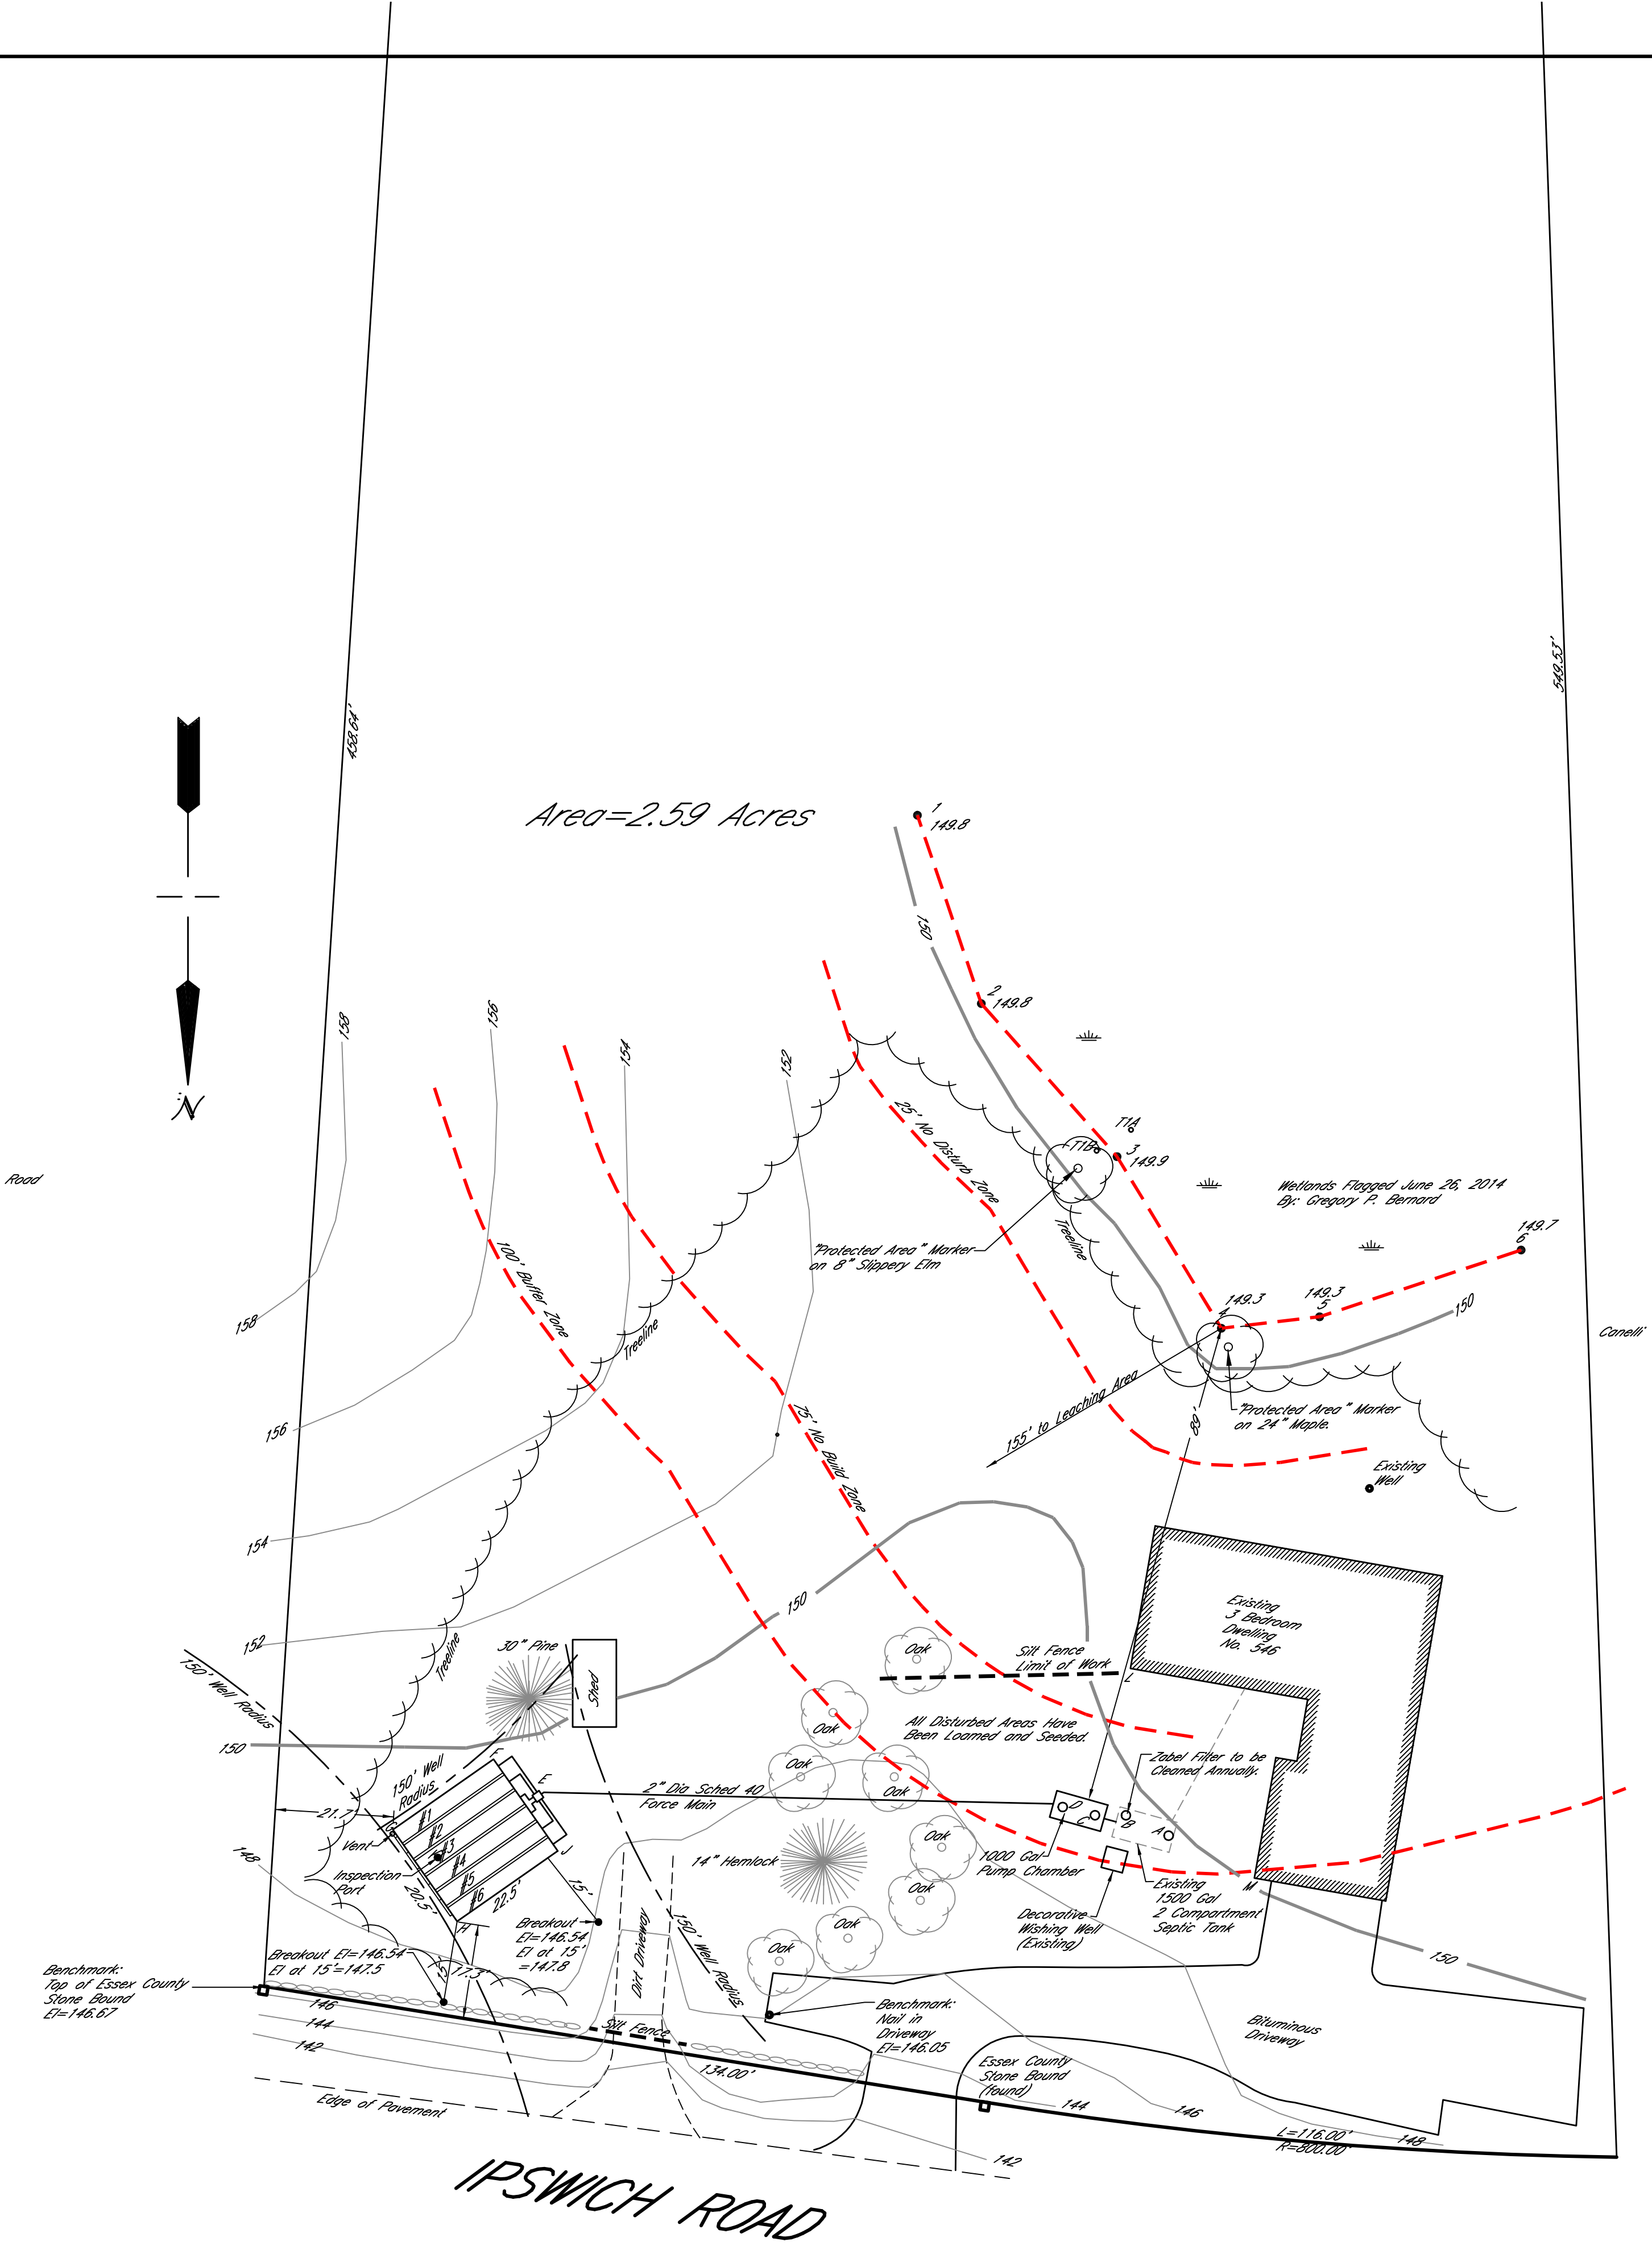 549.53'
458.64'
Area=2.59 Acres
1
149.8
150
2
149.8
158
156
154
152
N
25' No Disturb Zone
T1A
T1B
3
149.9
Road
Wetlands Flagged June 26, 2014
By: Gregory P. Bernard
149.7
6
"Protected Area" Marker
on 8" Slippery Elm
Treeline
100' Buffer Zone
149.3
4
149.3
5
150
158
Treeline
Canelli
155' to Leaching Area
89'
"Protected Area" Marker
on 24" Maple.
75' No Build Zone
156
Existing
Well
154
150
Existing
3 Bedroom
Dwelling
No. 546
152
Treeline
30" Pine
Shed
Oak
Silt Fence
Limit of Work
L
150' Well Radius
Oak
All Disturbed Areas Have
Been Loamed and Seeded.
150
F
150' Well
Radius
E
Oak
Oak
Zabel Filter to be
Cleaned Annually.
2" Dia Sched 40
Force Main
D
C
B
A
21.7'
G
#1
#2
#3
#4
#5
#6
Vent
Inspection
Port
20.5'
22.5'
J
15'
H
148
14" Hemlock
Oak
1000 Gal
Pump Chamber
Oak
Existing
1500 Gal
2 Compartment
Septic Tank
M
Decorative
Wishing Well
(Existing)
Breakout
El=146.54
El at 15'
=147.8
Dirt Driveway
150' Well Radius
Oak
Oak
150
Breakout El=146.54
El at 15'=147.5
15'
17.3'
Benchmark:
Top of Essex County
Stone Bound
El=146.67
146
144
142
Silt Fence
Benchmark:
Nail in
Driveway
El=146.05
Bituminous
Driveway
134.00'
Essex County
Stone Bound
(found)
144
146
148
L=116.00'
R=800.00'
Edge of Pavement
142
IPSWICH ROAD